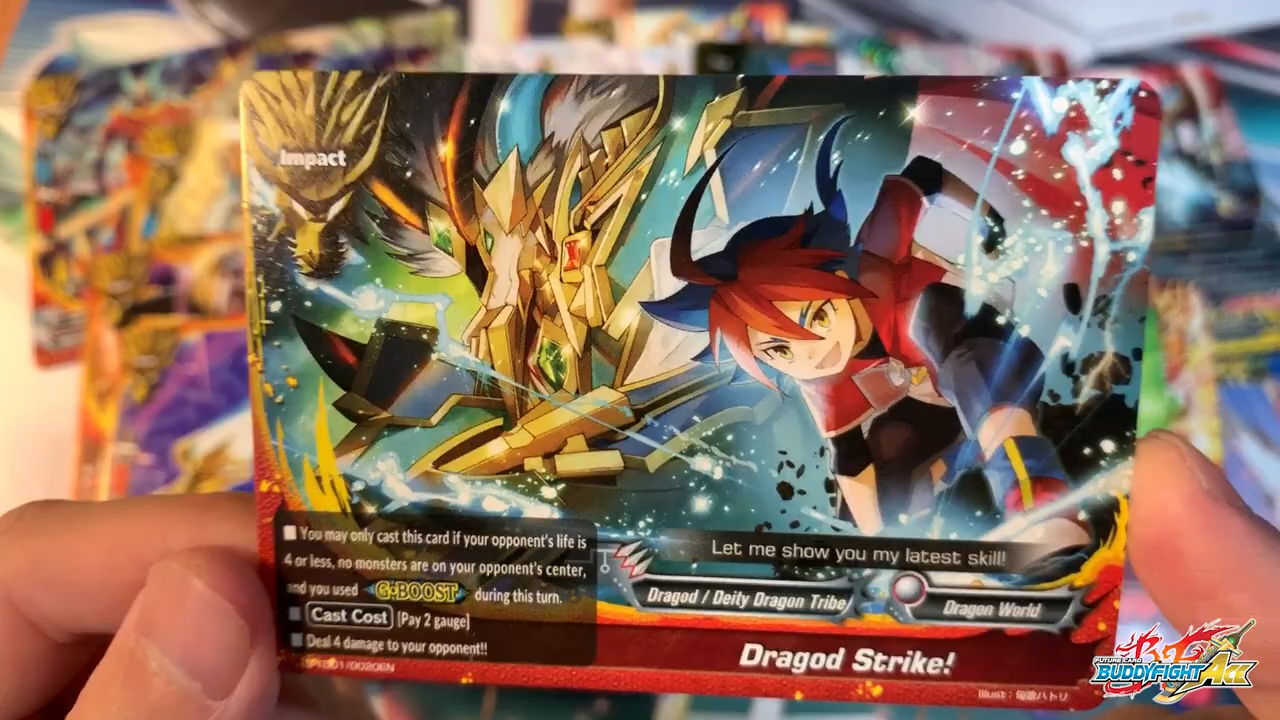 Impact
You may only cast this card if your opponent's life is
4 or less, no monsters are on your opponent's center,
and you used G•BOOST during this turn.
Cast Cost [Pay 2 gauge]
Deal 4 damage to your opponent!!
Let me show you my latest skill!
Dragod / Deity Dragon Tribe
Dragon World
Dragod Strike!
FUTURE CARD
BUDDYFIGHT Ace